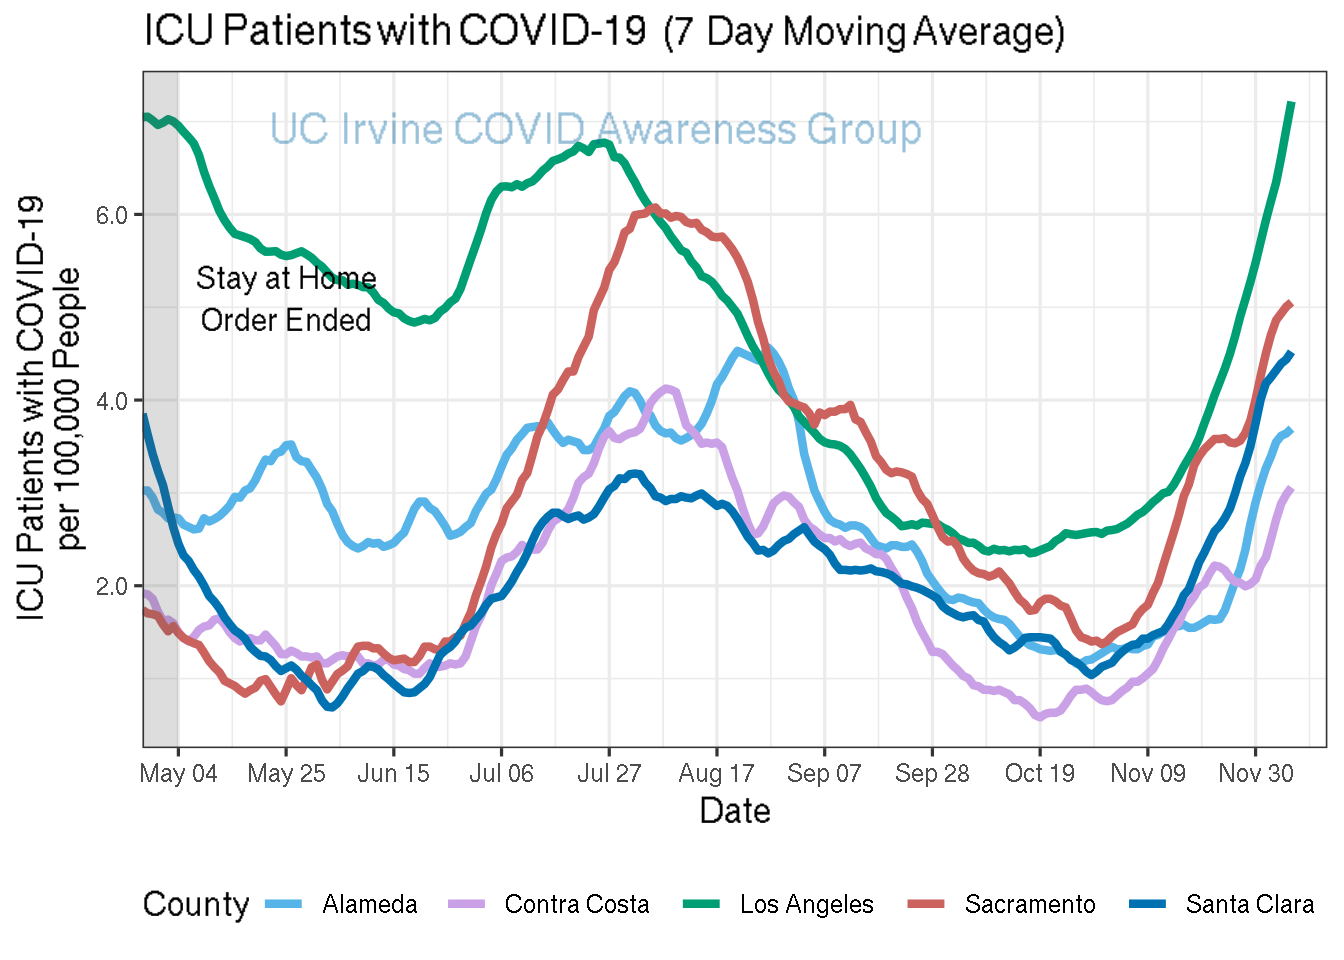 ICU Patients with COVID-19 (7 Day Moving Average)
UC Irvine COVID Awareness Group
ICU Patients with COVID-19
per 100,000 People
6.0
4.0
2.0
Stay at Home
Order Ended
May 04 May 25 Jun 15 Jul 06 Jul 27 Aug 17 Sep 07 Sep 28 Oct 19 Nov 09 Nov 30
Date
County Alameda Contra Costa Los Angeles Sacramento Santa Clara